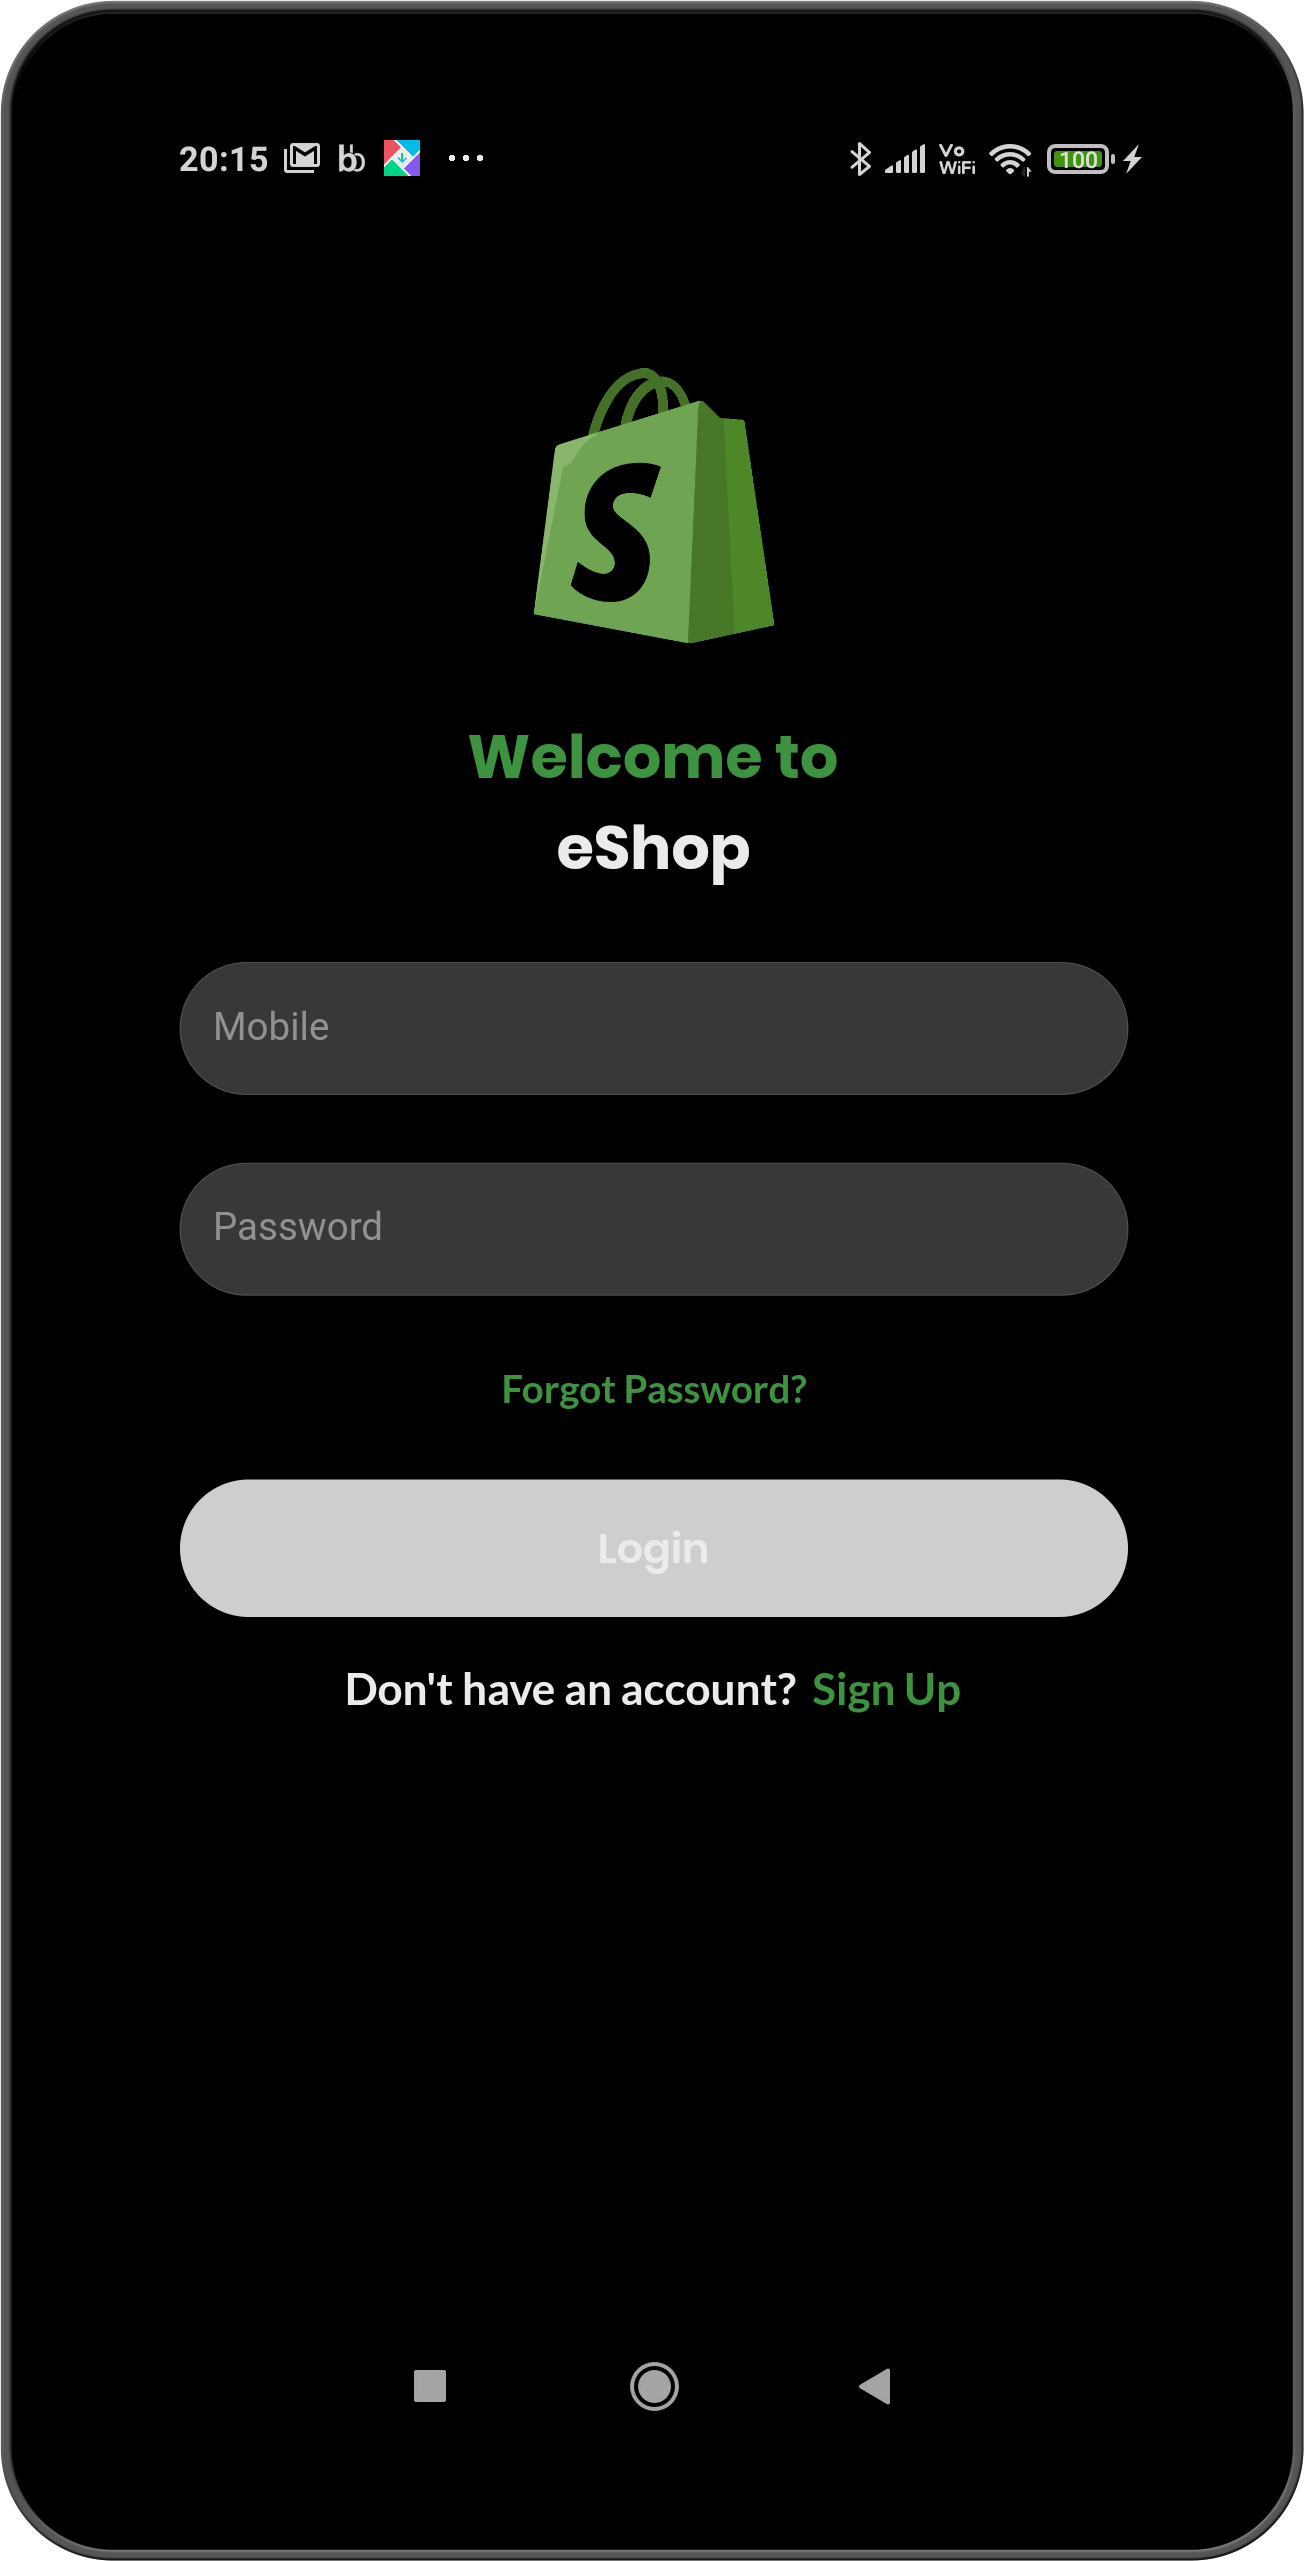 20:15 Vo WiFi 100
S
Welcome to
eShop
Mobile
Password
Forgot Password?
Login
Don't have an account? Sign Up